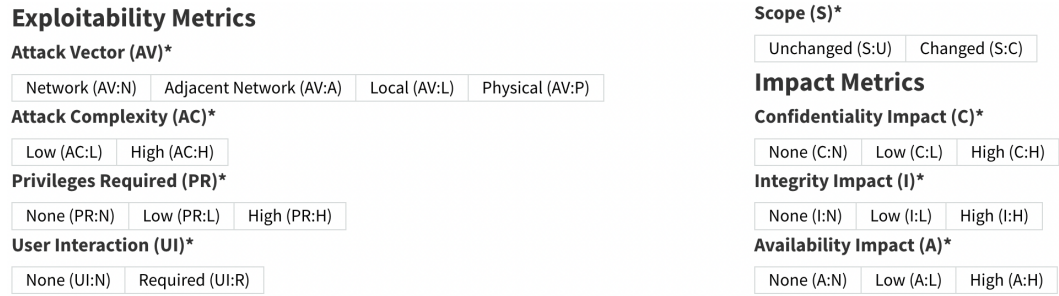 Exploitability Metrics
Attack Vector (AV)*
Network (AV:N) Adjacent Network (AV:A) Local (AV:L) Physical (AV:P)
Attack Complexity (AC)*
Low (AC:L) High (AC:H)
Privileges Required (PR)*
None (PR:N) Low (PR:L) High (PR:H)
User Interaction (UI)*
None (UI:N) Required (UI:R)
Scope (S)*
Unchanged (S:U) Changed (S:C)
Impact Metrics
Confidentiality Impact (C)*
None (C:N) Low (C:L) High (C:H)
Integrity Impact (I)*
None (I:N) Low (I:L) High (I:H)
Availability Impact (A)*
None (A:N) Low (A:L) High (A:H)